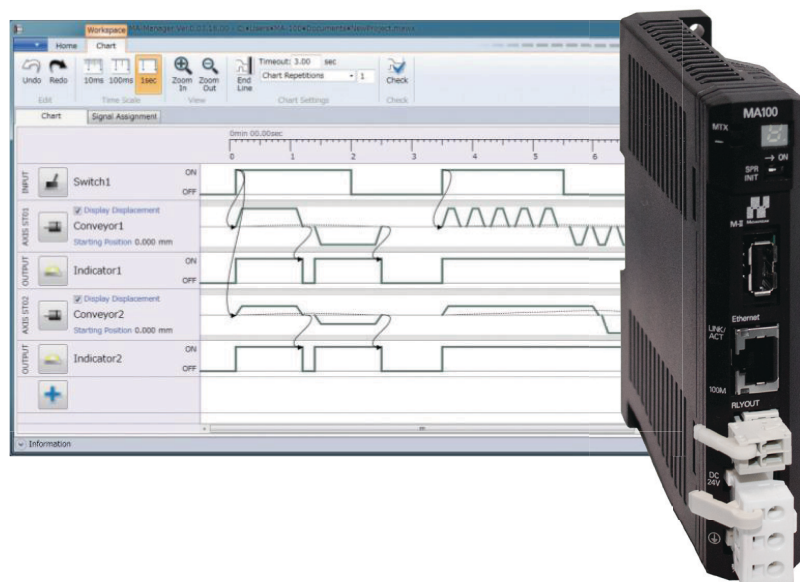 Workspace MA-Manager Ver.
Home Chart
Timeout: 3.00 sec
Undo Redo 10ms 100ms 1sec Zoom In Zoom Out End Line Chart Repetitions 1 Check
Edit Time Scale View Chart Settings Check
Chart Signal Assignment
0min 00.00sec
0 1 2 3 4 5 6
INPUT Switch1 ON
OFF
AXIS ST01 Display Displacement
Conveyor1
Starting Position 0.000 mm
OUTPUT Indicator1 ON
OFF
AXIS ST02 Display Displacement
Conveyor2
Starting Position 0.000 mm
OUTPUT Indicator2 ON
OFF
Information
MA100
MTX
→ ON
SPR
INIT
M-II
Ethernet
LINK/
ACT
100M
RLYOUT
DC
24V